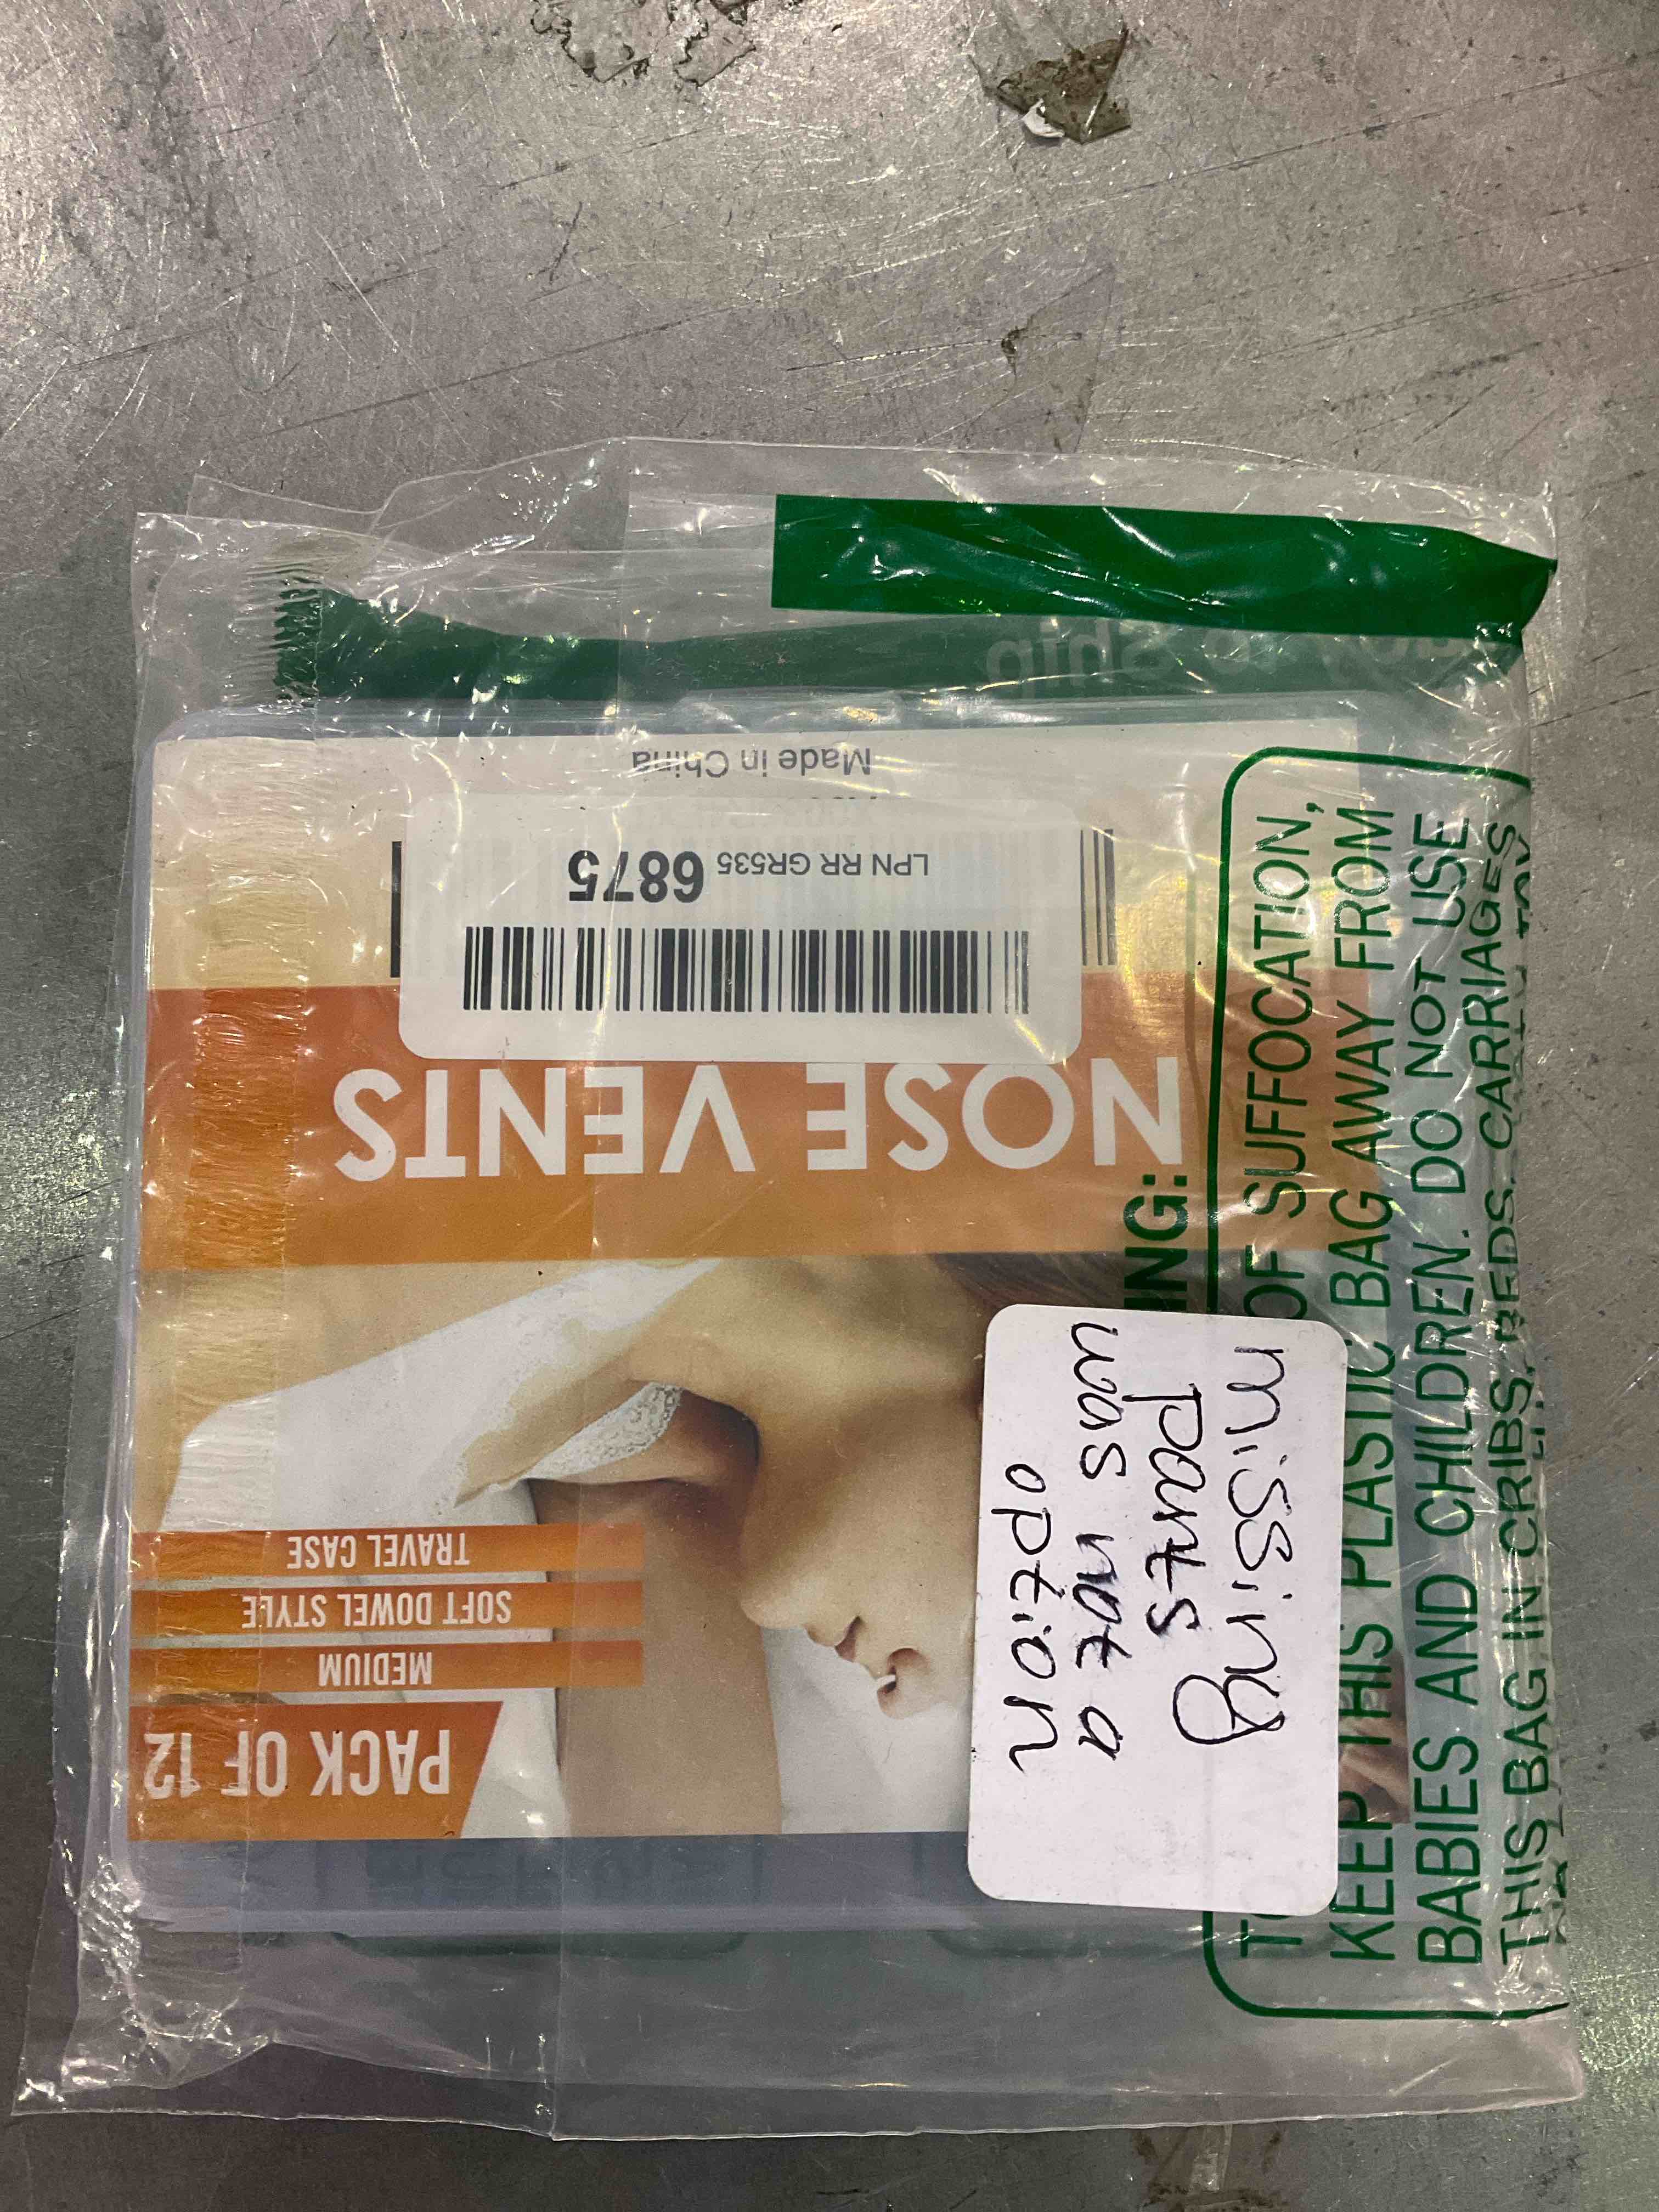 Made in China
LPN RR GR535 6875
NOSE VENTS
TRAVEL CASE
SOFT DOWEL STYLE
MEDIUM
PACK OF 12
missing
parts
was not a
option
OF SUFFOCATION,
KEEP THIS PLASTIC BAG AWAY FROM
BABIES AND CHILDREN. DO NOT USE
THIS BAG IN CRIBS, BEDS, CARRIAGES
Ship